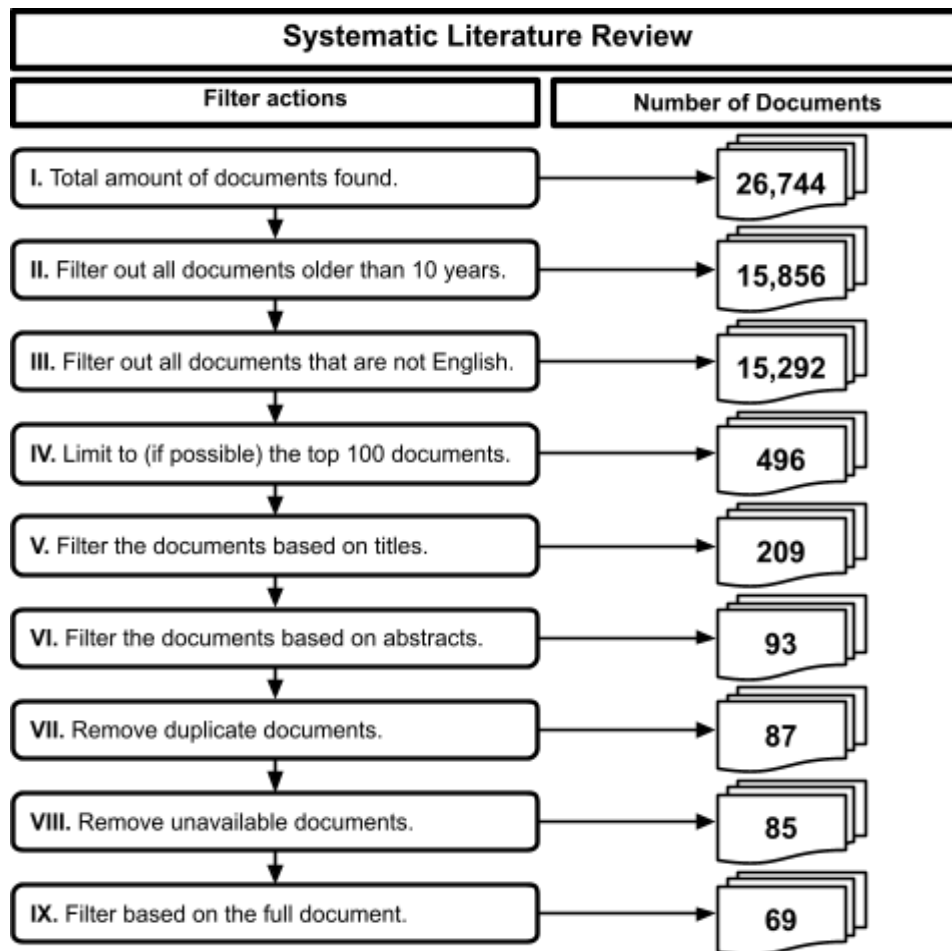 Systematic Literature Review
Filter actions
Number of Documents
I. Total amount of documents found.
26,744
II. Filter out all documents older than 10 years.
15,856
III. Filter out all documents that are not English.
15,292
IV. Limit to (if possible) the top 100 documents.
496
V. Filter the documents based on titles.
209
VI. Filter the documents based on abstracts.
93
VII. Remove duplicate documents.
87
VIII. Remove unavailable documents.
85
IX. Filter based on the full document.
69